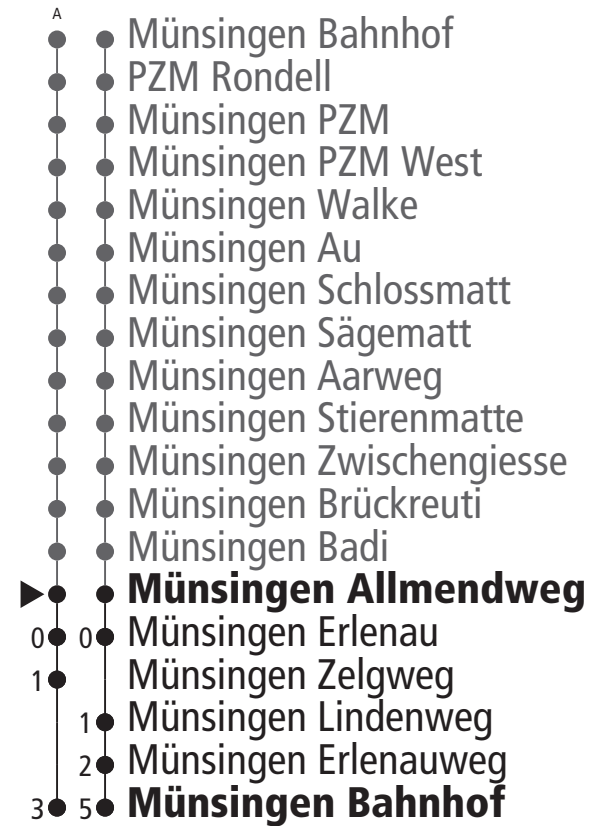 A
Münsingen Bahnhof
PZM Rondell
Münsingen PZM
Münsingen PZM West
Münsingen Walke
Münsingen Au
Münsingen Schlossmatt
Münsingen Sägematt
Münsingen Aarweg
Münsingen Stierenmatte
Münsingen Zwischengiesse
Münsingen Brückreuti
Münsingen Badi
Münsingen Allmendweg
0 0 Münsingen Erlenau
1 Münsingen Zelgweg
1 Münsingen Lindenweg
2 Münsingen Erlenauweg
3 5 Münsingen Bahnhof